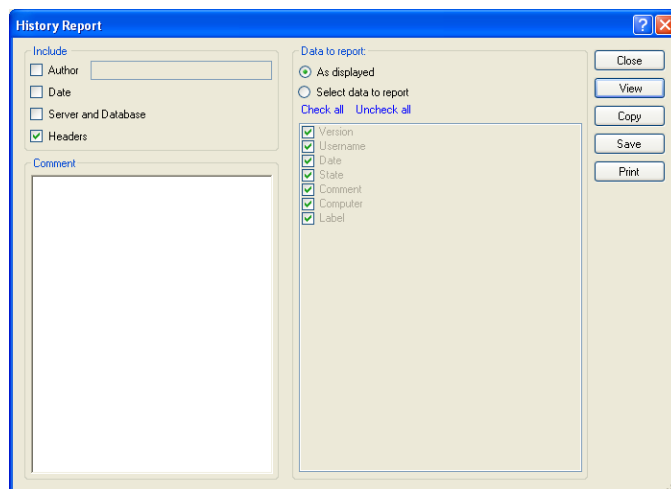 History Report
Include
Author
Date
Server and Database
Headers
Comment
Data to report:
As displayed
Select data to report
Check all Uncheck all
Version
Username
Date
State
Comment
Computer
Label
Close
View
Copy
Save
Print